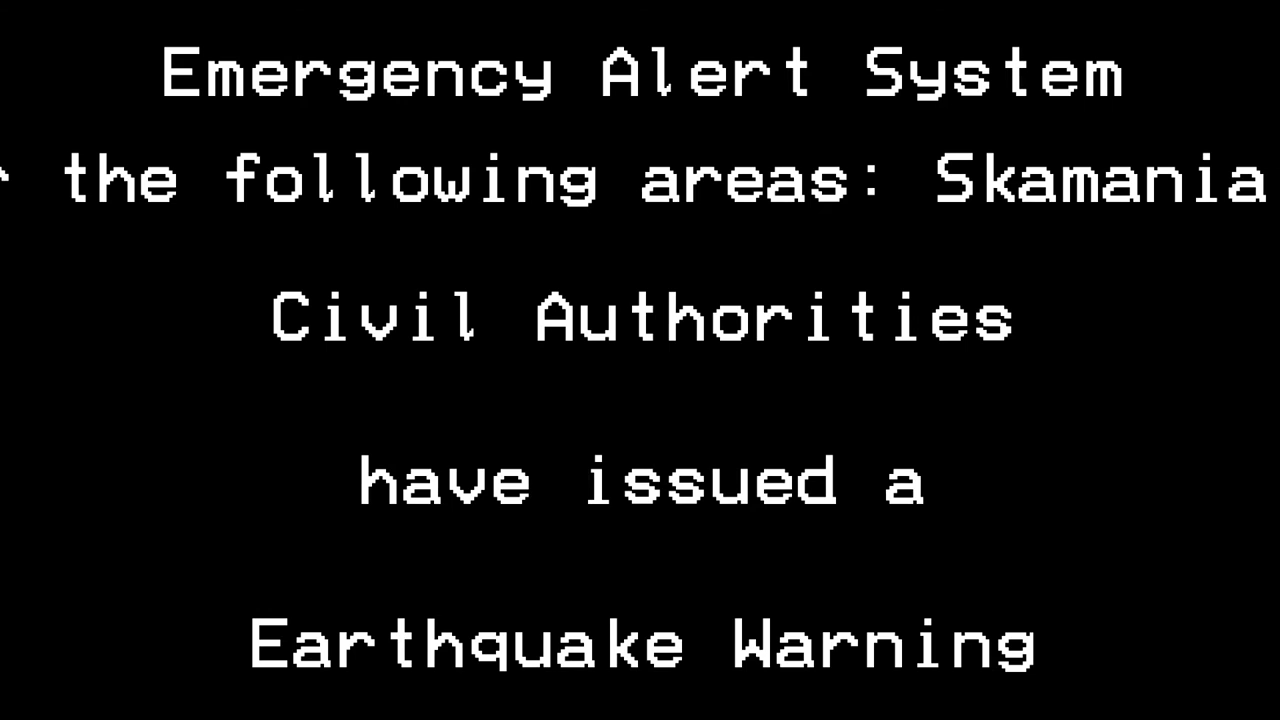 Emergency Alert System
the following areas: Skamania
Civil Authorities
have issued a
Earthquake Warning